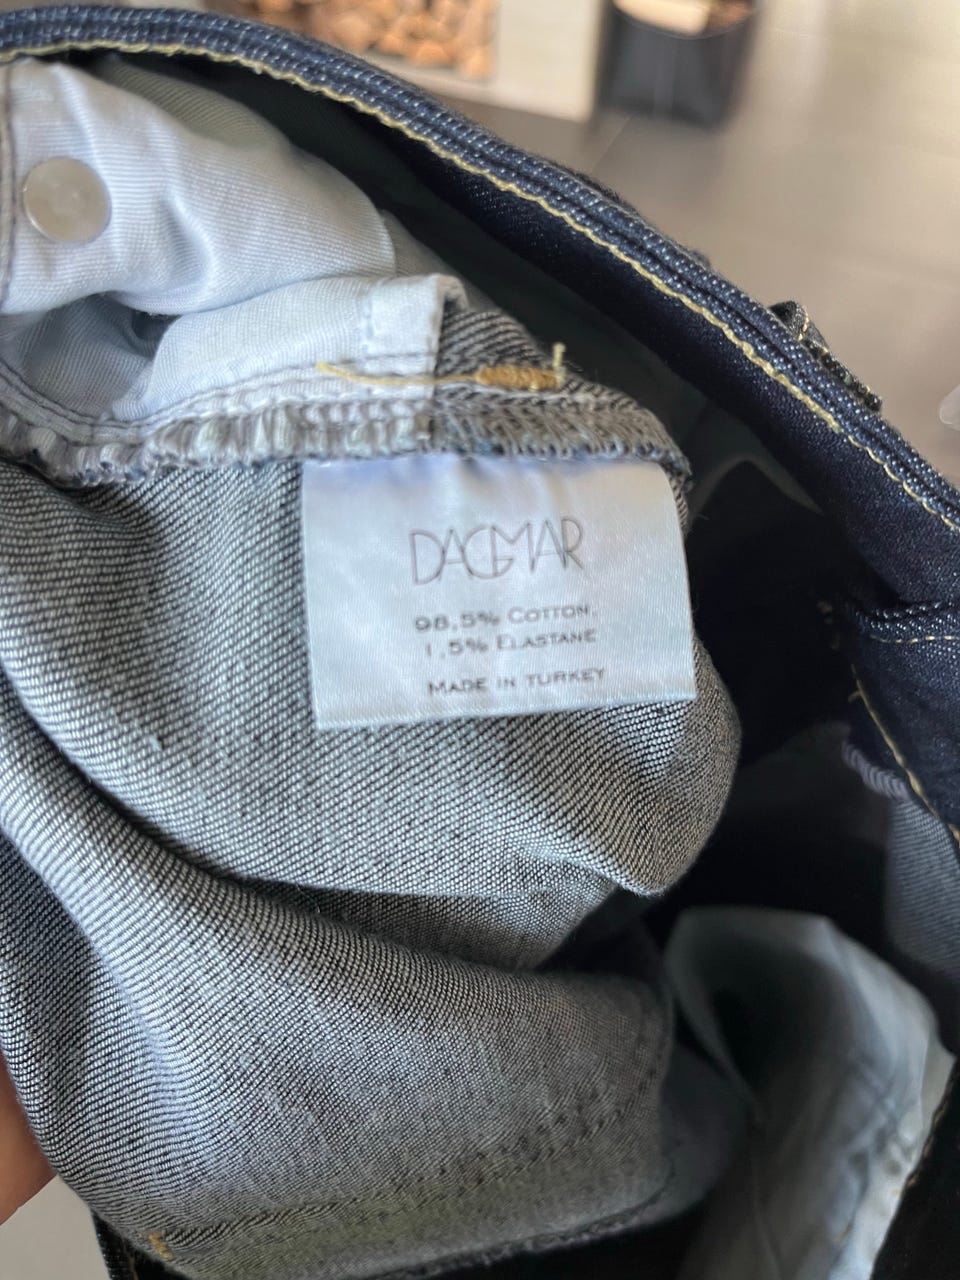 DAGMAR
98,5% COTTON,
1,5% ELASTANE
MADE IN TURKEY